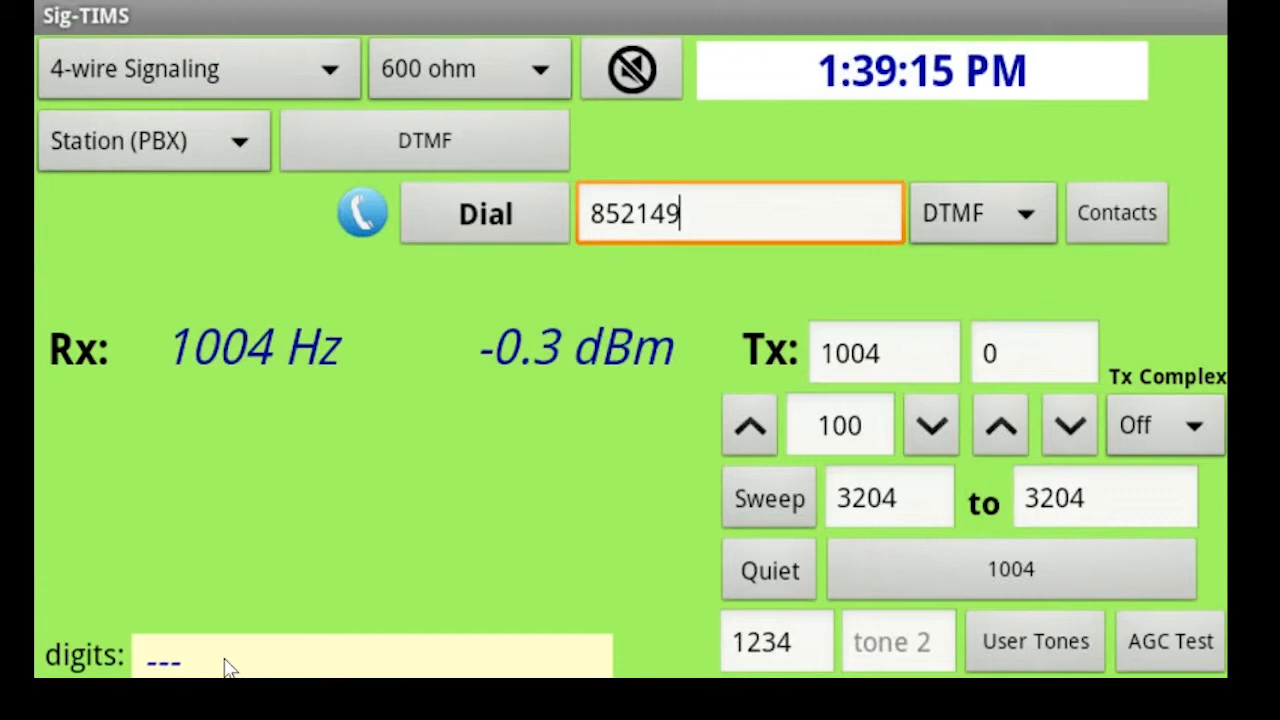 Sig-TIMS
4-wire Signaling 600 ohm 1:39:15 PM
Station (PBX) DTMF
Dial 852149 DTMF Contacts
Rx: 1004 Hz -0.3 dBm Tx: 1004 0
Tx Complex
100 Off
Sweep 3204 to 3204
Quiet 1004
1234 tone 2 User Tones AGC Test
digits: ---